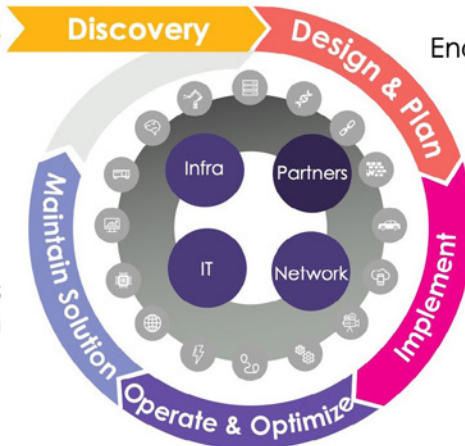 Discovery
Design & Plan
Infra
Partners
IT
Network
Implement
Operate & Optimize
Maintain Solution